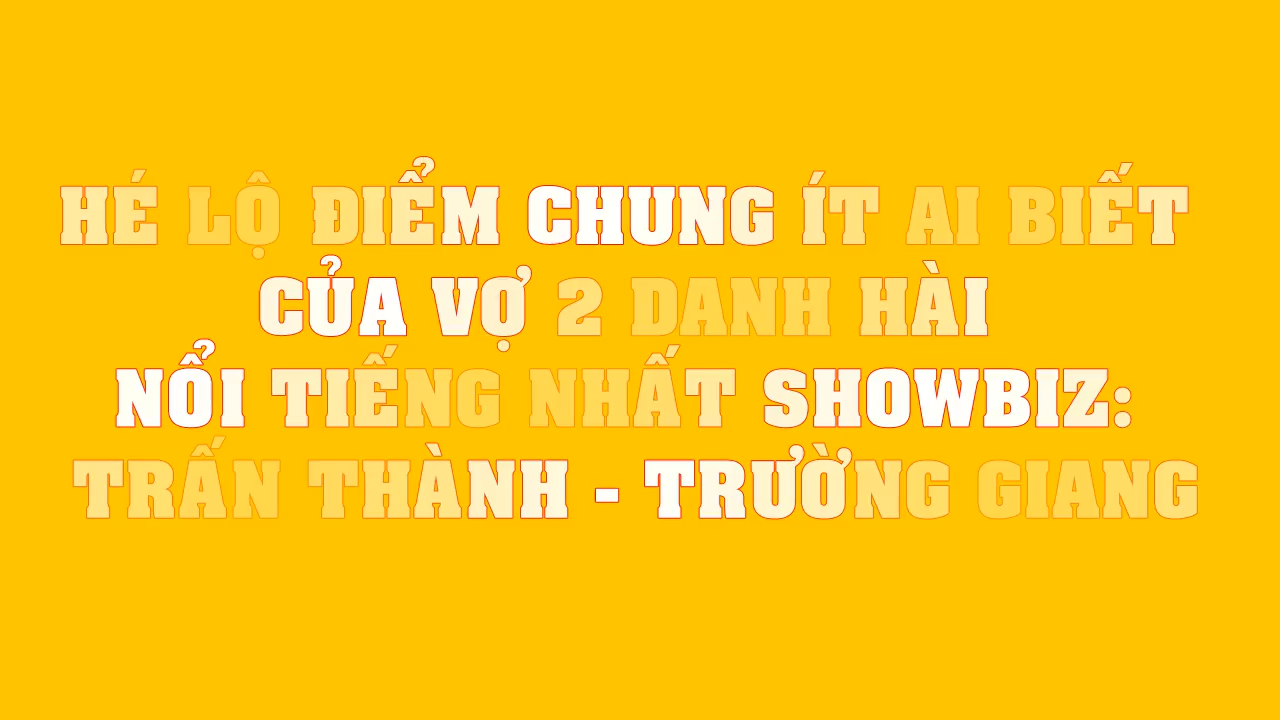 HÉ LỘ ĐIỂM CHUNG ÍT AI BIẾT
CỦA VỢ 2 DANH HÀI
NỔI TIẾNG NHẤT SHOWBIZ:
TRẤN THÀNH - TRƯỜNG GIANG